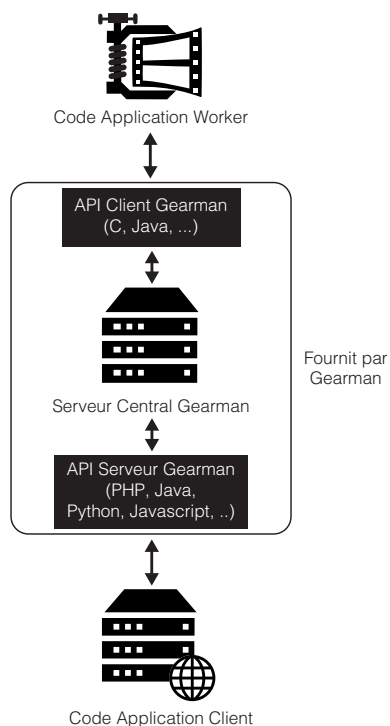 Code Application Worker
API Client Gearman
(C, Java, ...)
Serveur Central Gearman
Fournit par
Gearman
API Serveur Gearman
(PHP, Java,
Python, Javascript, ..)
Code Application Client